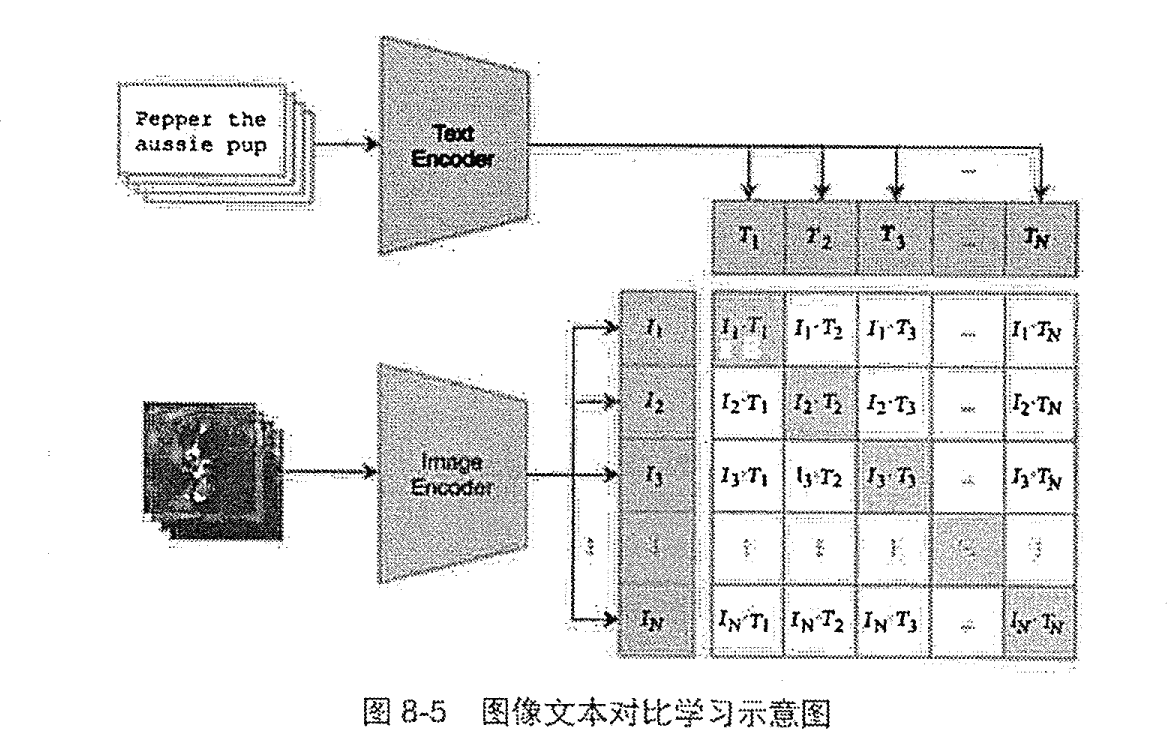 Pepper the
aussie pup
Text
Encoder
T1 T2 T3 ... TN
I1 I1·T1 I1·T2 I1·T3 ... I1·TN
I2 I2·T1 I2·T2 I2·T3 ... I2·TN
Image
Encoder
I3 I3·T1 I3·T2 I3·T3 ... I3·TN
IN IN·T1 IN·T2 IN·T3 ... IN·TN
图 8-5 图像文本对比学习示意图